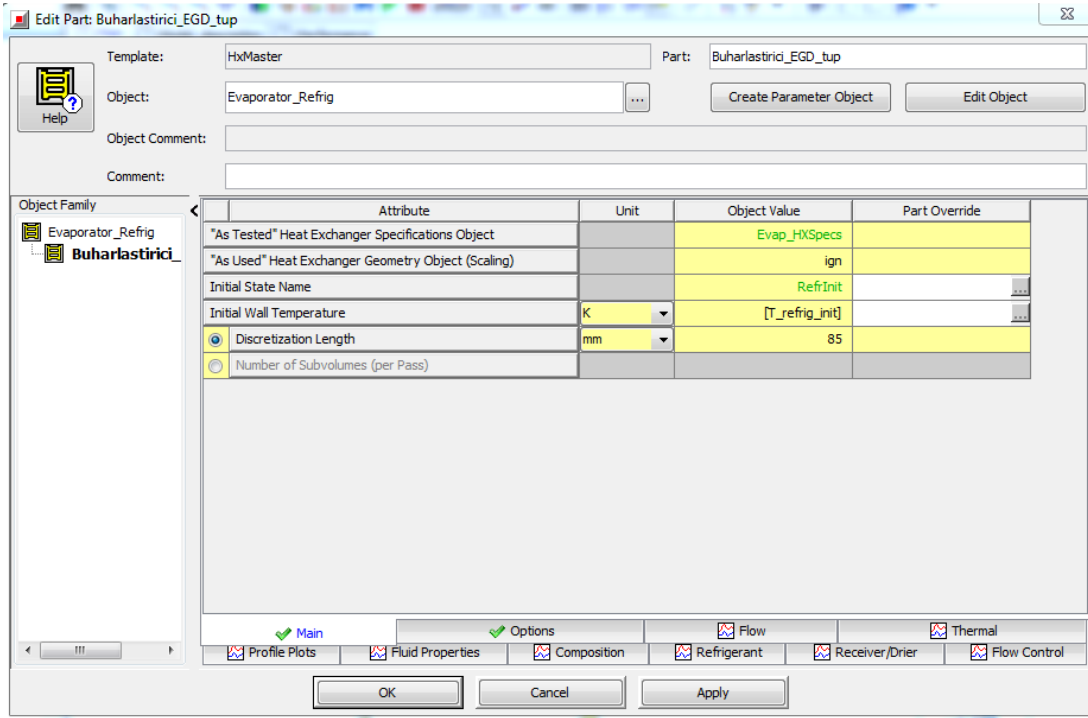 Edit Part: Buharlastirici_EGD_tup
Template: HxMaster Part: Buharlastirici_EGD_tup
Help Object: Evaporator_Refrig ... Create Parameter Object Edit Object
Object Comment:
Comment:
Object Family
Evaporator_Refrig
Buharlastirici_
Attribute Unit Object Value Part Override
"As Tested" Heat Exchanger Specifications Object Evap_HXSpecs
"As Used" Heat Exchanger Geometry Object (Scaling) ign
Initial State Name RefrInit ...
Initial Wall Temperature K [T_refrig_init] ...
Discretization Length mm 85
Number of Subvolumes (per Pass)
Main Options Flow Thermal
Profile Plots Fluid Properties Composition Refrigerant Receiver/Drier Flow Control
OK Cancel Apply